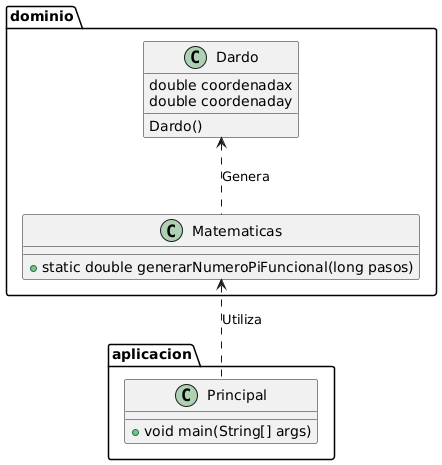 dominio
C Dardo
double coordenadax
double coordenaday
Dardo()
Genera
C Matematicas
static double generarNumeroPiFuncional(long pasos)
Utiliza
aplicacion
C Principal
void main(String[] args)